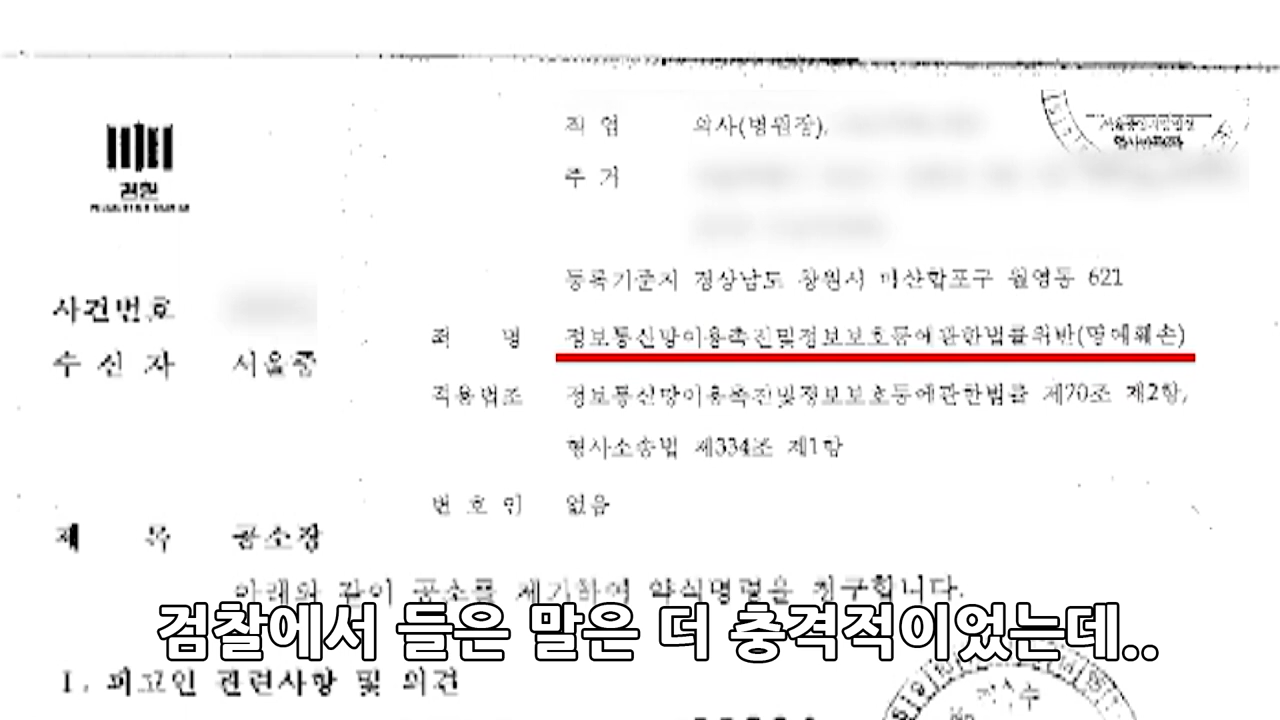 직 업 의사(병원장),
검찰
주 거
등록기준지 경상남도 창원시 마산합포구 월영동 621
사건번호
죄 명 정보통신망이용촉진및정보보호등에관한법률위반(명예훼손)
수 신 자 서울중
적용법조 정보통신망이용촉진및정보보호등에관한법률 제70조 제2항,
형사소송법 제334조 제1항
변 호 인 없음
제 목 공소장
아래와 같이 공소를 제기하여 약식명령을 청구합니다.
검찰에서 들은 말은 더 충격적이었는데..
1. 피고인 관련사항 및 의견